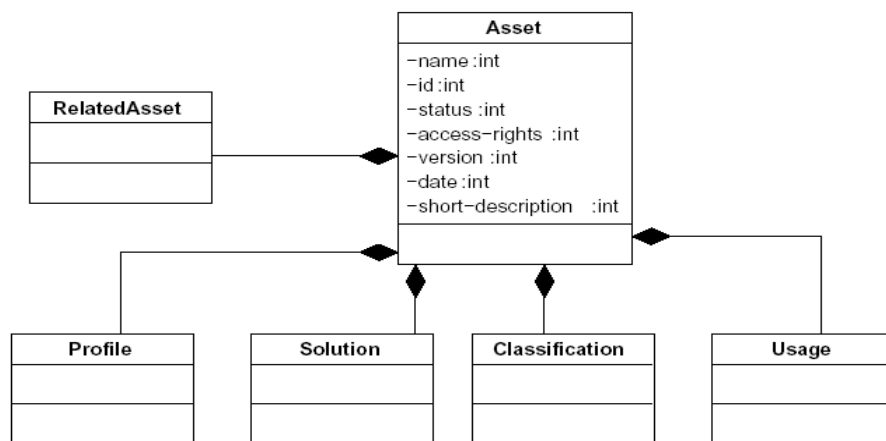 Asset
-name:int
-id:int
-status:int
-access-rights :int
-version :int
-date:int
-short-description :int
RelatedAsset
Profile
Solution
Classification
Usage